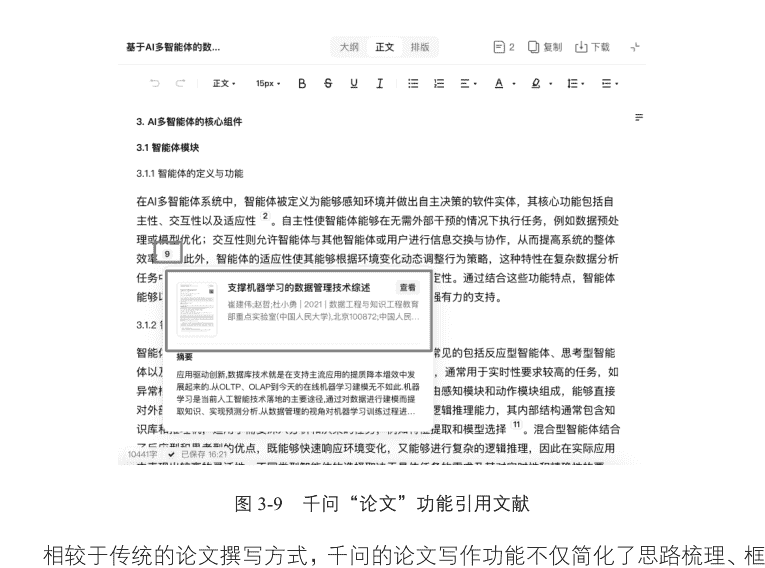 基于AI多智能体的数...
大纲 正文 排版
2 复制 下载
正文 15px B S U I A
3. AI多智能体的核心组件
3.1 智能体模块
3.1.1 智能体的定义与功能
在AI多智能体系统中，智能体被定义为能够感知环境并做出自主决策的软件实体，其核心功能包括自
主性、交互性以及适应性 2 。自主性使智能体能够在无需外部干预的情况下执行任务，例如数据预处
理或模型优化；交互则允许智能体与其他智能体或用户进行信息交换与协作，从而提高系统的整体
效率 9 此外，智能体的适应性使其能够根据环境变化动态调整行为策略，这种特性在复杂数据分析
任务 定性。通过结合这些功能特点，智能体
能够 强有力的支持。
支撑机器学习的数据管理技术综述 查看
崔建伟;赵哲;杜小勇 | 2021 | 数据工程与知识工程教育
部重点实验室(中国人民大学),北京100872;中国人民...
3.1.2
摘要
应用驱动创新,数据库技术就是在支持主流应用的提质降本增效中发
展起来的.从OLTP、OLAP到今天的在线机器学习建模无不如此.机器
学习是当前人工智能技术落地的主要途径,通过对数据进行建模而提
取知识、实现预测分析.从数据管理的视角对机器学习训练过程进...
智能 常见的包括反应型智能体、思考型智能
体以 ，通常用于实时性要求较高的任务，如
异常 由感知模块和动作模块组成，能够直接
对外 逻辑推理能力，其内部结构通常包含知
识库 提取和模型选择 11 。混合型智能体结合
了反应型和思考型的优点，既能够快速响应环境变化，又能够进行复杂的逻辑推理，因此在实际应用
10441字 已保存 16:21
图 3-9 千问“论文”功能引用文献
相较于传统的论文撰写方式，千问的论文写作功能不仅简化了思路梳理、框